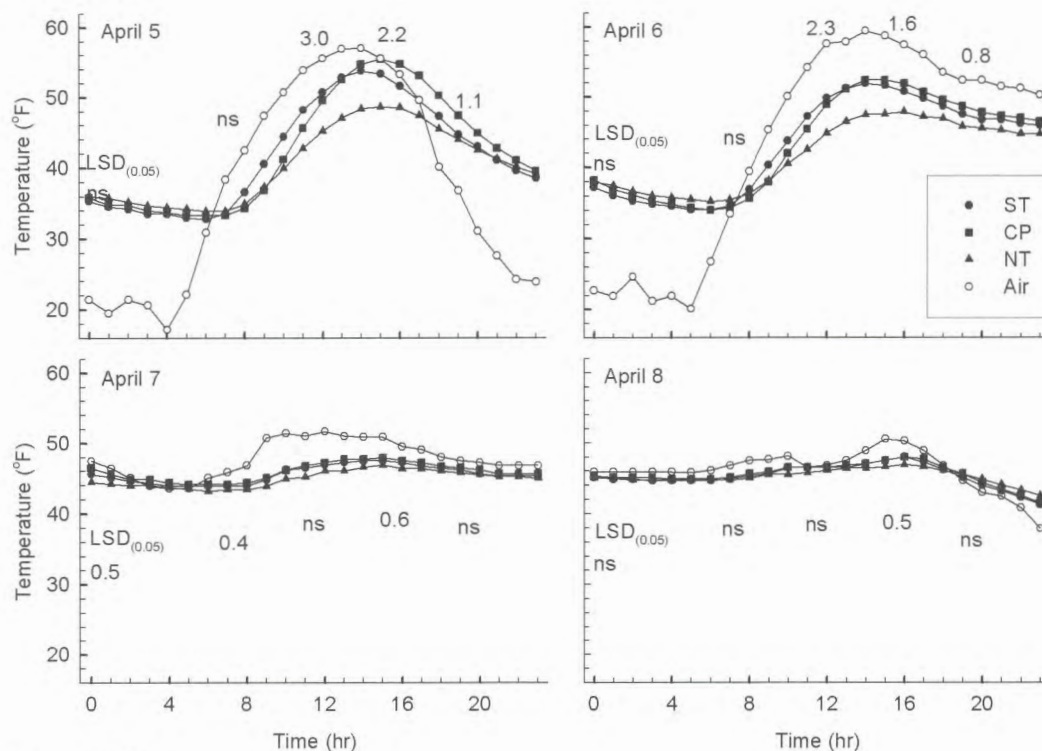 April 5
3.0
2.2
1.1
ns
LSD(0.05)
ns
Temperature (°F)
60
50
40
30
20
April 6
2.3
1.6
0.8
ns
LSD(0.05)
ns
ST
CP
NT
Air
April 7
LSD(0.05)
0.5
0.4
ns
0.6
ns
Temperature (°F)
60
50
40
30
20
0 4 8 12 16 20
Time (hr)
April 8
LSD(0.05)
ns
ns
ns
0.5
ns
0 4 8 12 16 20
Time (hr)